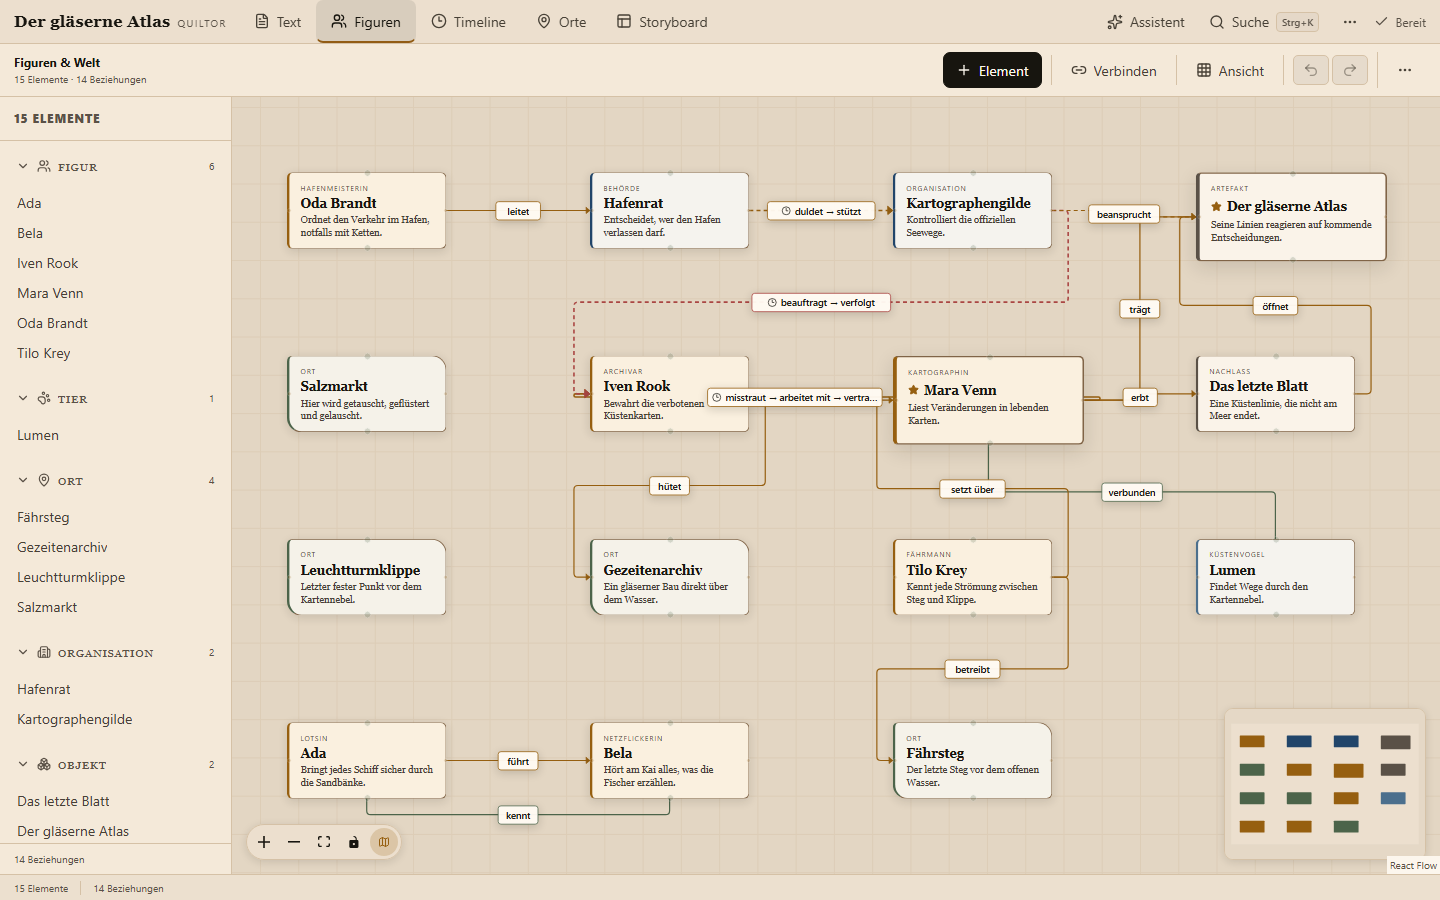 Der gläserne Atlas QUILTOR
Text
Figuren
Timeline
Orte
Storyboard
Assistent
Suche Strg+K
Bereit
Figuren & Welt
15 Elemente · 14 Beziehungen
Element
Verbinden
Ansicht
15 ELEMENTE
FIGUR 6
Ada
Bela
Iven Rook
Mara Venn
Oda Brandt
Tilo Krey
TIER 1
Lumen
ORT 4
Fährsteg
Gezeitenarchiv
Leuchtturmklippe
Salzmarkt
ORGANISATION 2
Hafenrat
Kartographengilde
OBJEKT 2
Das letzte Blatt
Der gläserne Atlas
14 Beziehungen
15 Elemente
14 Beziehungen
HAFENMEISTERIN
Oda Brandt
Ordnet den Verkehr im Hafen,
notfalls mit Ketten.
leitet
BEHÖRDE
Hafenrat
Entscheidet, wer den Hafen
verlassen darf.
duldet → stützt
ORGANISATION
Kartographengilde
Kontrolliert die offiziellen
Seewege.
beansprucht
ARTEFAKT
Der gläserne Atlas
Seine Linien reagieren auf kommende
Entscheidungen.
beauftragt → verfolgt
trägt
öffnet
ORT
Salzmarkt
Hier wird getauscht, geflüstert
und gelauscht.
ARCHIVAR
Iven Rook
Bewahrt die verbotenen
Küstenkarten.
misstraut → arbeitet mit → vertra...
KARTOGRAPHIN
Mara Venn
Liest Veränderungen in lebenden
Karten.
erbt
NACHLASS
Das letzte Blatt
Eine Küstenlinie, die nicht am
Meer endet.
hütet
setzt über
verbunden
ORT
Leuchtturmklippe
Letzter fester Punkt vor dem
Kartennebel.
ORT
Gezeitenarchiv
Ein gläserner Bau direkt über
dem Wasser.
FÄHRMANN
Tilo Krey
Kennt jede Strömung zwischen
Steg und Klippe.
KÜSTENVOGEL
Lumen
Findet Wege durch den
Kartennebel.
betreibt
LOTSIN
Ada
Bringt jedes Schiff sicher durch
die Sandbänke.
führt
NETZFLICKERIN
Bela
Hört am Kai alles, was die
Fischer erzählen.
kennt
ORT
Fährsteg
Der letzte Steg vor dem offenen
Wasser.
React Flow